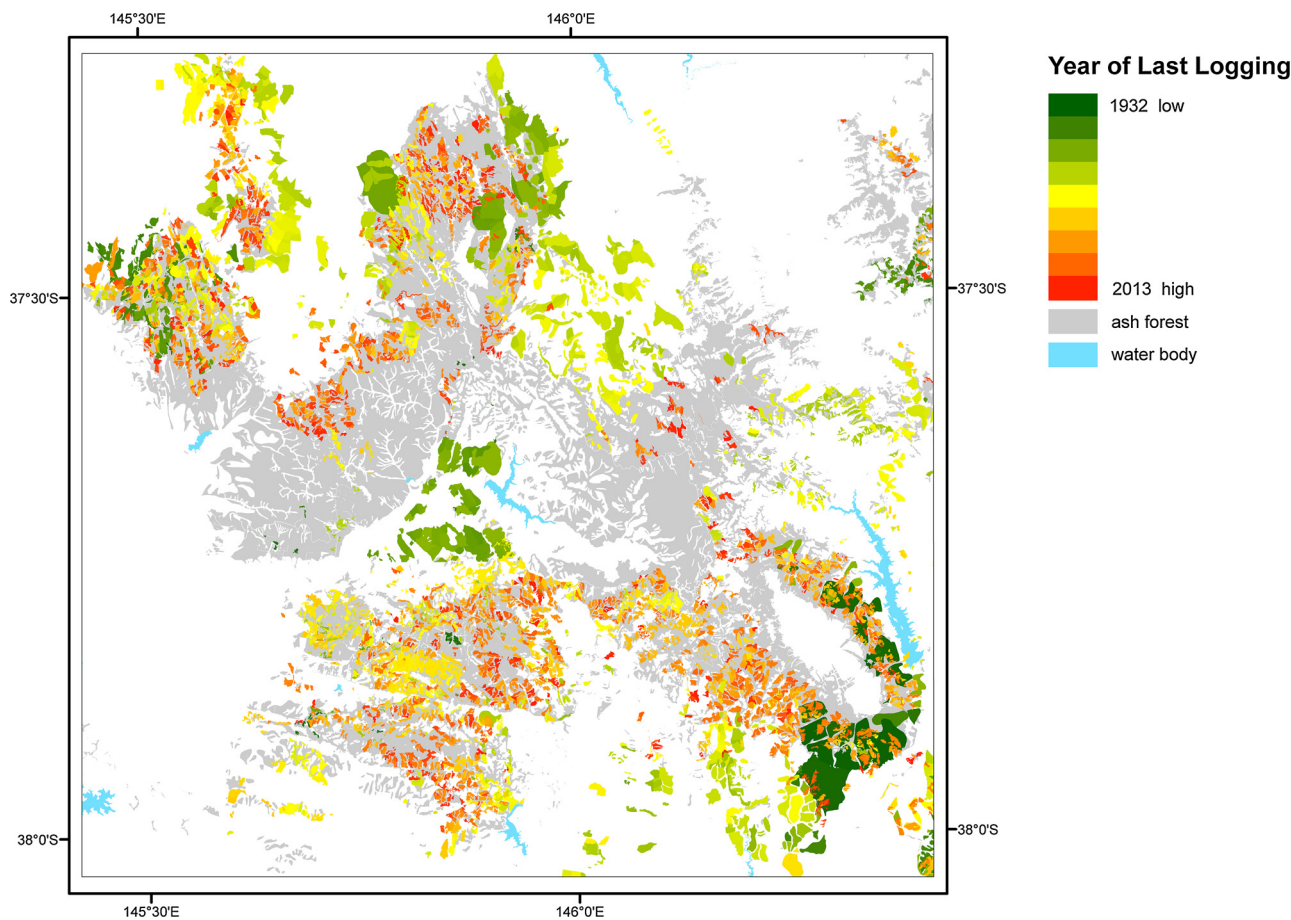 145°30'E 146°0'E
Year of Last Logging
1932 low
37°30'S 37°30'S
2013 high
ash forest
water body
38°0'S 38°0'S
145°30'E 146°0'E